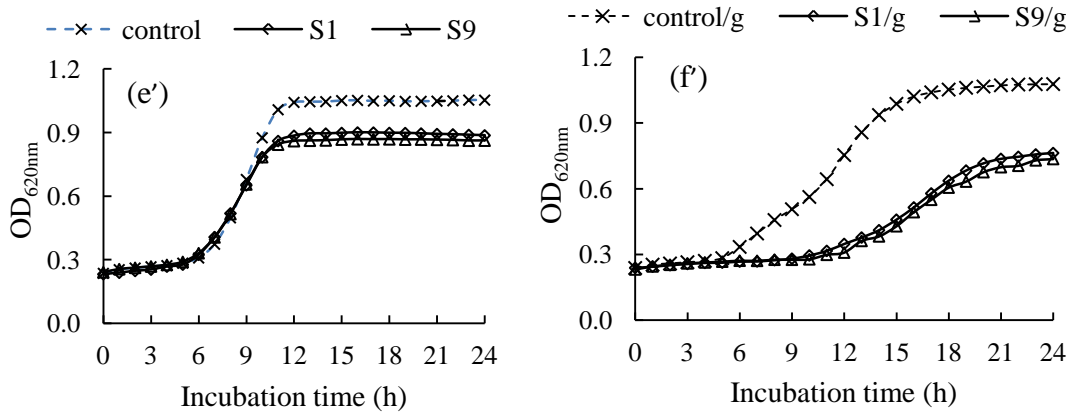 control S1 S9
1.2
(e′)
0.9
0.6
0.3
0.0
OD620nm
0 3 6 9 12 15 18 21 24
Incubation time (h)
control/g S1/g S9/g
1.2
(f′)
0.9
0.6
0.3
0.0
OD620nm
0 3 6 9 12 15 18 21 24
Incubation time (h)